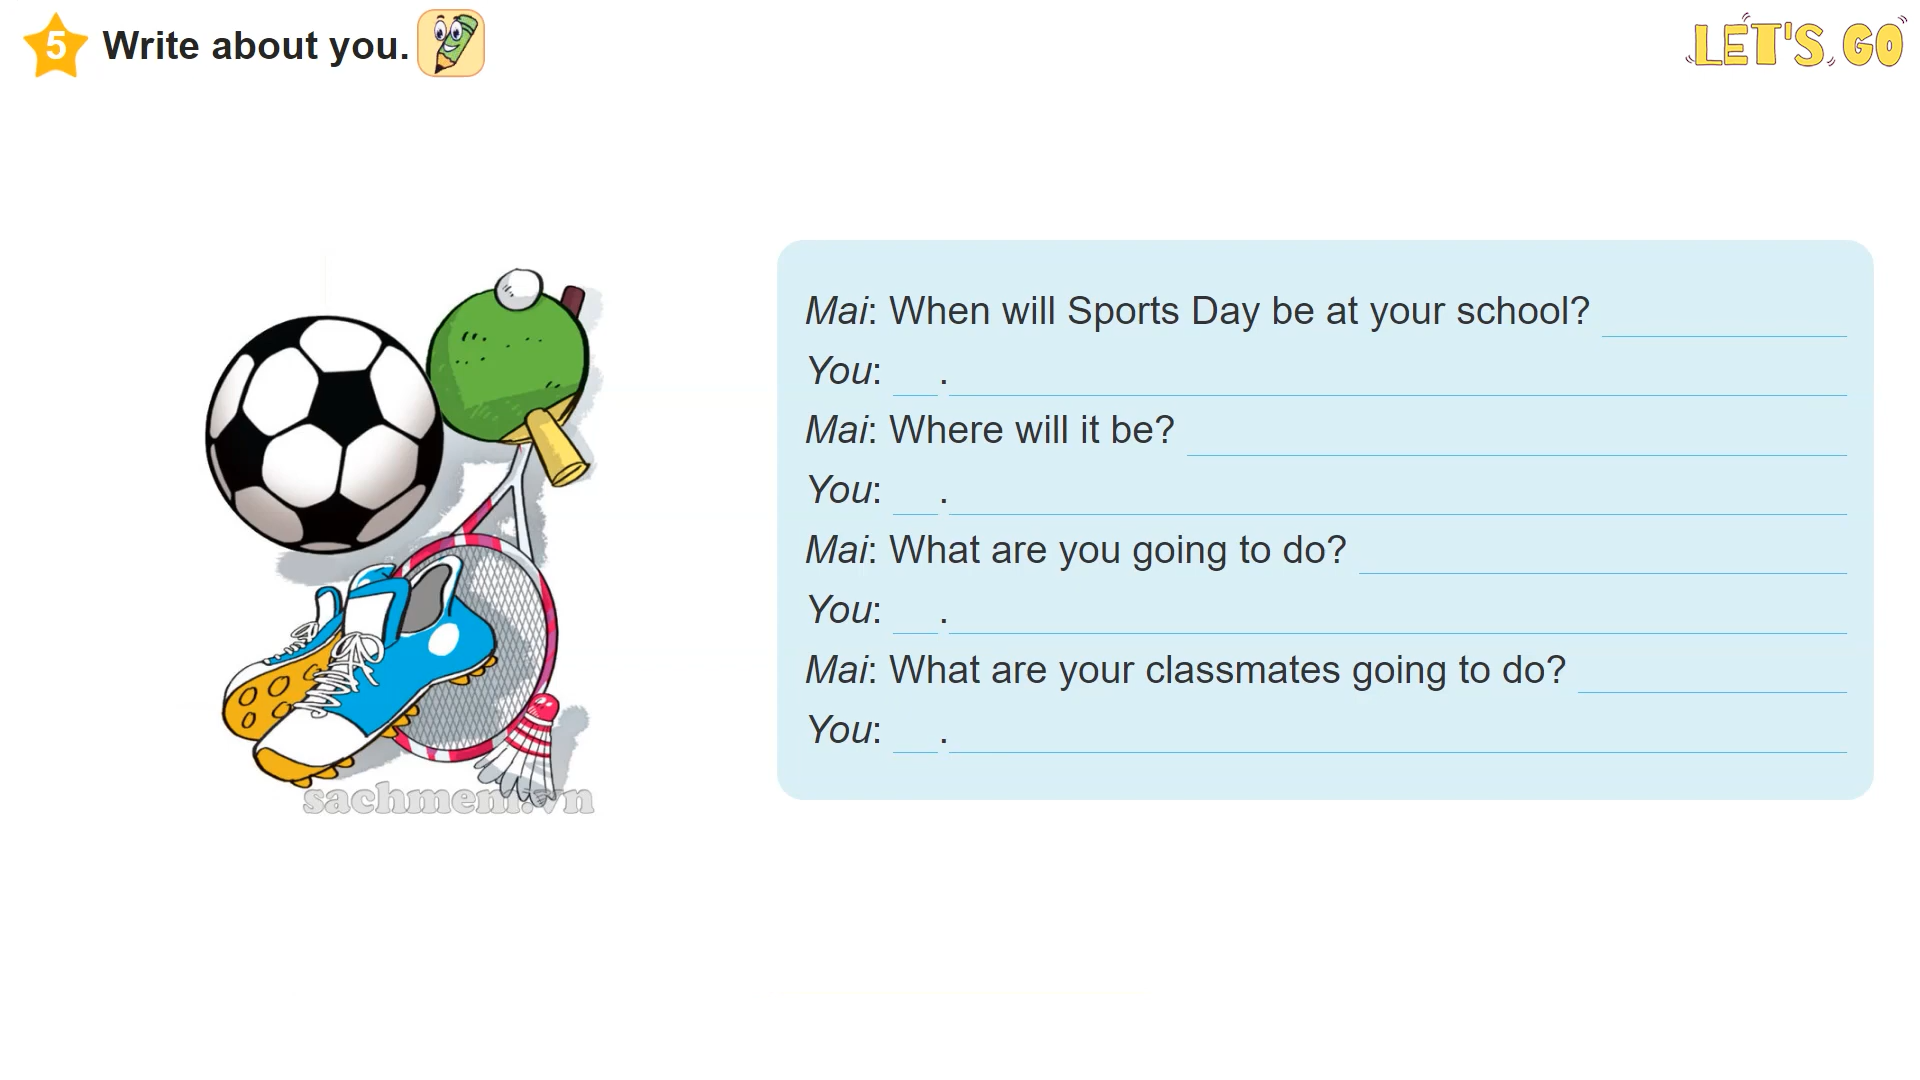 5 Write about you.
LET'S GO
Mai: When will Sports Day be at your school?
You: .
Mai: Where will it be?
You: .
Mai: What are you going to do?
You: .
Mai: What are your classmates going to do?
You: .
sachmem.vn